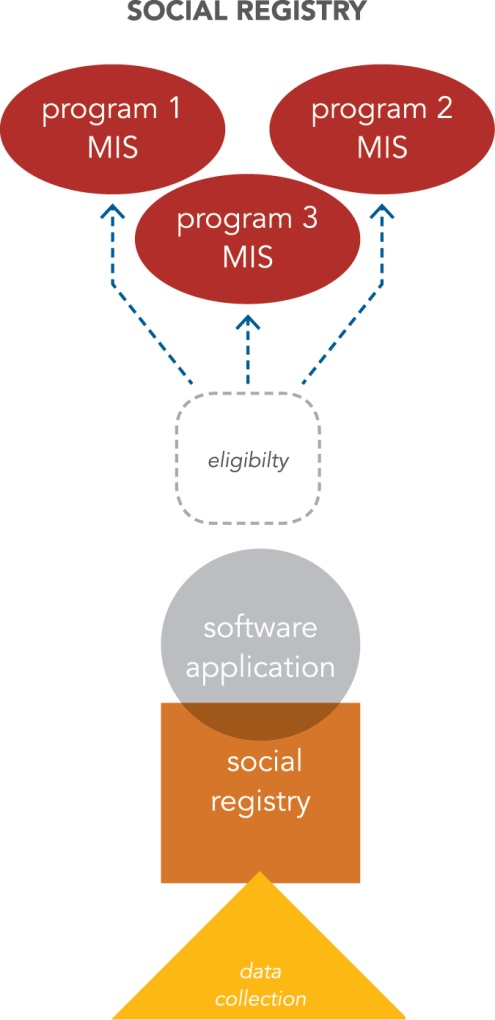 SOCIAL REGISTRY
program 1
MIS
program 2
MIS
program 3
MIS
eligibilty
software
application
social
registry
data
collection